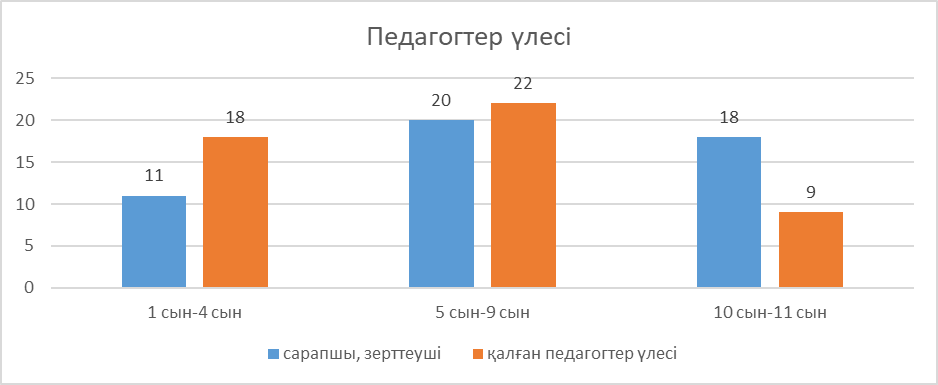 Педагогтер үлесі
25
20
15
10
5
0
11
18
20
22
18
9
1 сын-4 сын
5 сын-9 сын
10 сын-11 сын
сарапшы, зерттеуші
қалған педагогтер үлесі